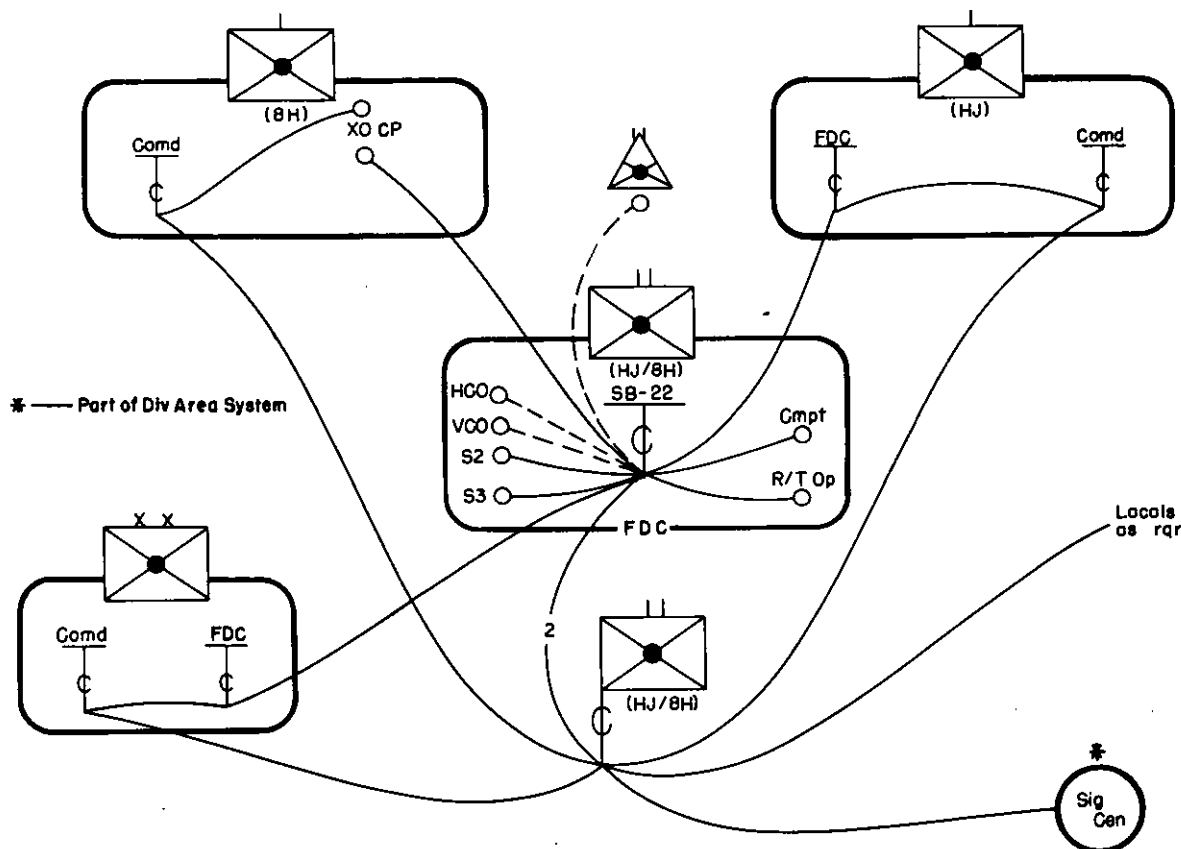 (8H)
XO CP
Comd
(HJ)
FDC
Comd
(HJ/8H)
SB-22
HCO
VCO
S2
S3
Cmpt
R/T Op
FDC
* — Part of Div Area System
X X
Comd
FDC
2
(HJ/8H)
Locals
as rqr
*
Sig
Cen